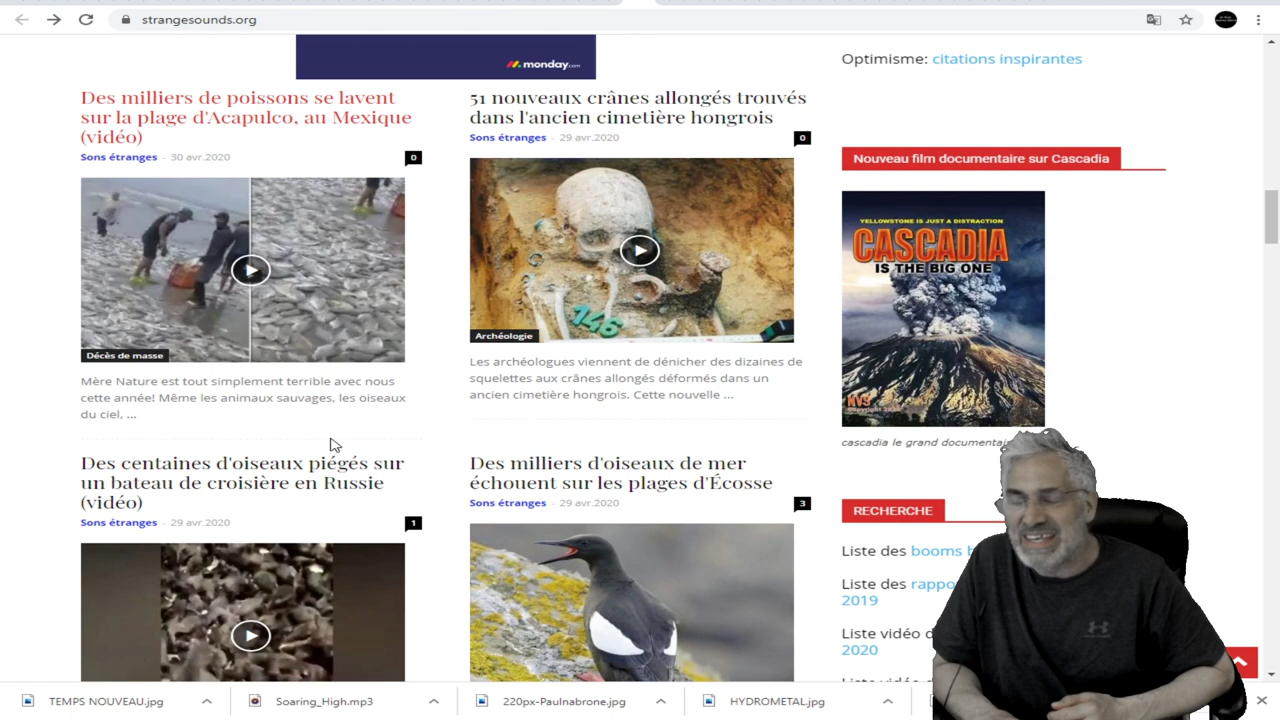 strangesounds.org
monday.com
Optimisme: citations inspirantes
Des milliers de poissons se lavent
sur la plage d'Acapulco, au Mexique
(vidéo)
Sons étranges - 30 avr.2020
0
Décès de masse
Mère Nature est tout simplement terrible avec nous
cette année! Même les animaux sauvages, les oiseaux
du ciel, ...
51 nouveaux crânes allongés trouvés
dans l'ancien cimetière hongrois
Sons étranges - 29 avr.2020
0
146
Archéologie
Les archéologues viennent de dénicher des dizaines de
squelettes aux crânes allongés déformés dans un
ancien cimetière hongrois. Cette nouvelle ...
Nouveau film documentaire sur Cascadia
YELLOWSTONE IS JUST A DISTRACTION
CASCADIA
IS THE BIG ONE
cascadia le grand documentai
Des centaines d'oiseaux piégés sur
un bateau de croisière en Russie
(vidéo)
Sons étranges - 29 avr.2020
1
Des milliers d'oiseaux de mer
échouent sur les plages d'Écosse
Sons étranges - 29 avr.2020
3
RECHERCHE
Liste des booms
Liste des rappo
2019
Liste vidéo d
2020
UNDER ARMOUR
TEMPS NOUVEAU.jpg
Soaring_High.mp3
220px-Paulnabrone.jpg
HYDROMETAL.jpg